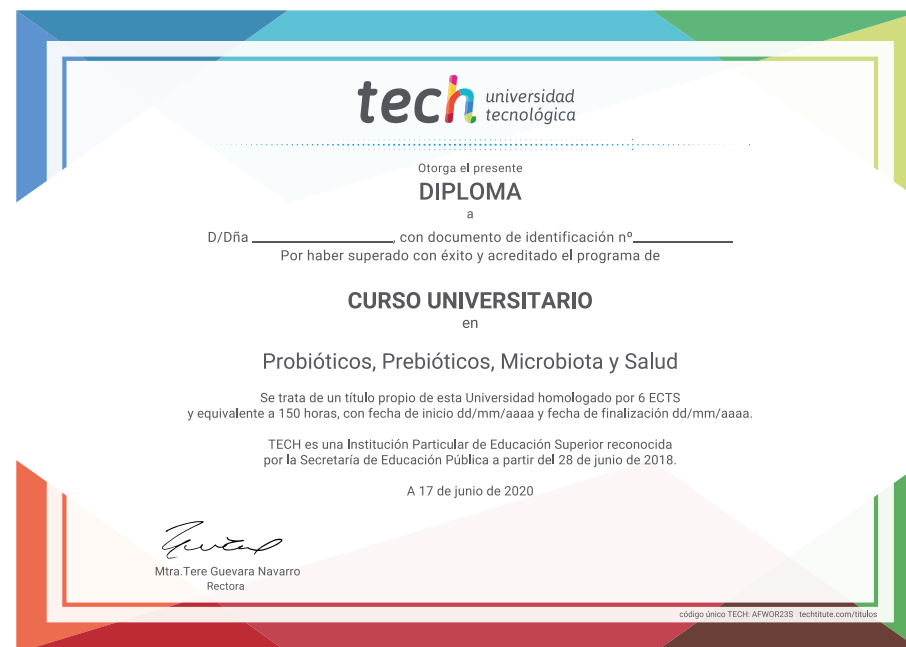 tech universidad
tecnológica
Otorga el presente
DIPLOMA
a
D/Dña ____________________, con documento de identificación nº______________
Por haber superado con éxito y acreditado el programa de
CURSO UNIVERSITARIO
en
Probióticos, Prebióticos, Microbiota y Salud
Se trata de un título propio de esta Universidad homologado por 6 ECTS
y equivalente a 150 horas, con fecha de inicio dd/mm/aaaa y fecha de finalización dd/mm/aaaa.
TECH es una Institución Particular de Educación Superior reconocida
por la Secretaría de Educación Pública a partir del 28 de junio de 2018.
A 17 de junio de 2020
Mtra.Tere Guevara Navarro
Rectora
código único TECH: AFWOR23S techtitute.com/titulos